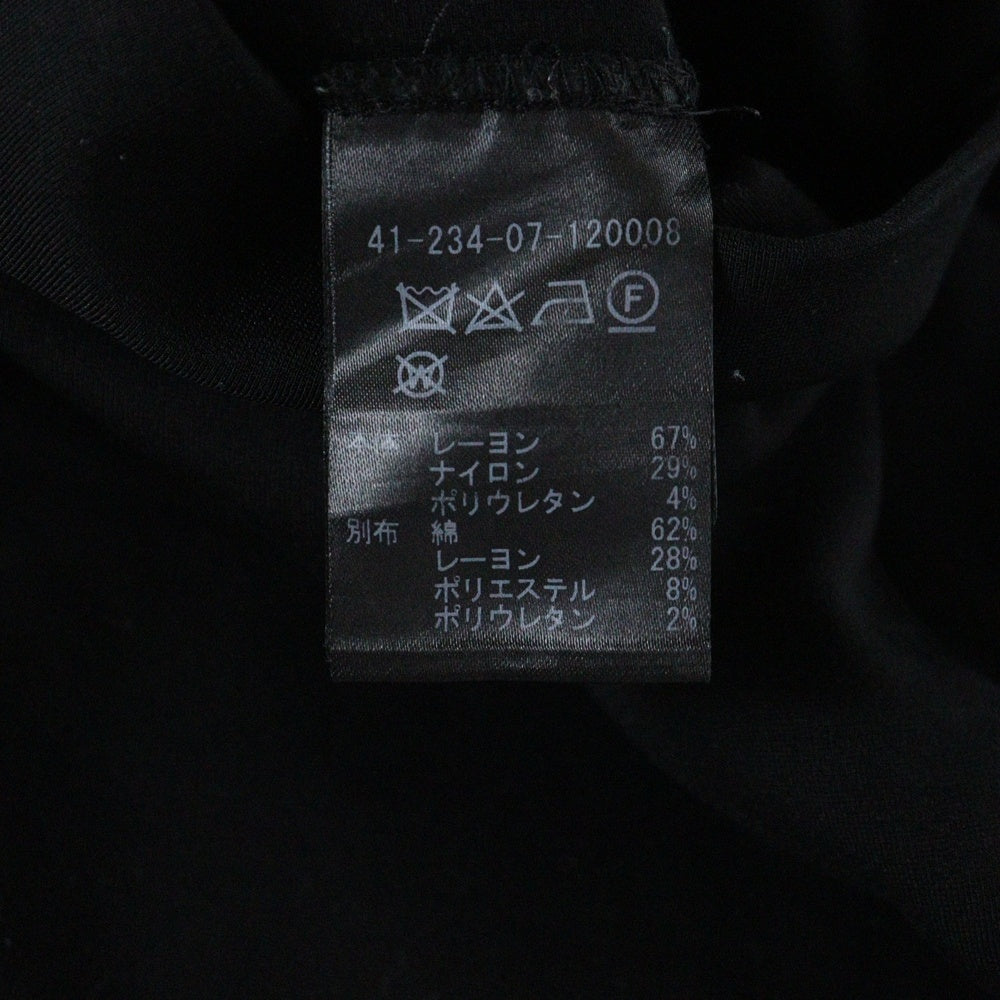 41-234-07-120008
F
W
レーヨン 67%
ナイロン 29%
ポリウレタン 4%
別布 綿 62%
レーヨン 28%
ポリエステル 8%
ポリウレタン 2%